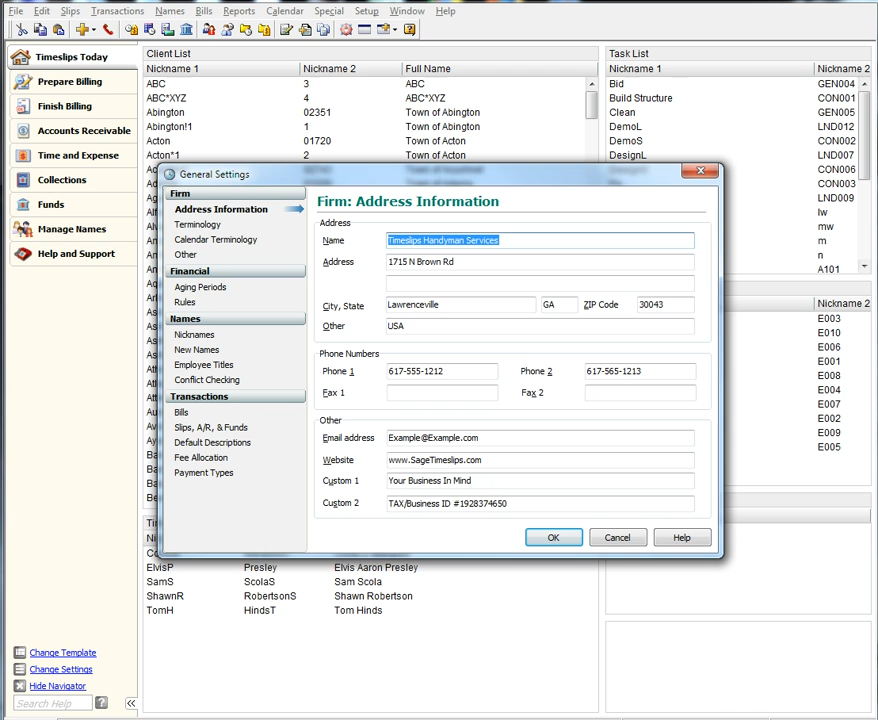 File Edit Slips Transactions Names Bills Reports Calendar Special Setup Window Help
Timeslips Today
Prepare Billing
Finish Billing
Accounts Receivable
Time and Expense
Collections
Funds
Manage Names
Help and Support
Change Template
Change Settings
Hide Navigator
Search Help
Client List
Nickname 1 Nickname 2 Full Name
ABC 3 ABC
ABC*XYZ 4 ABC*XYZ
Abington 02351 Town of Abington
Abington!1 1 Town of Abington
Acton 01720 Town of Acton
Acton*1 2 Town of Acton
Task List
Nickname 1 Nickname 2
Bid GEN004
Build Structure CON001
Clean GEN005
DemoL LND012
DemoS CON002
DesignL LND007
CON006
CON003
LND009
lw
mw
m
n
A101
Nickname 2
E003
E010
E006
E001
E008
E004
E007
E002
E009
E005
General Settings
Firm
Address Information
Terminology
Calendar Terminology
Other
Financial
Aging Periods
Rules
Names
Nicknames
New Names
Employee Titles
Conflict Checking
Transactions
Bills
Slips, A/R, & Funds
Default Descriptions
Fee Allocation
Payment Types
Firm: Address Information
Address
Name Timeslips Handyman Services
Address 1715 N Brown Rd
City, State Lawrenceville GA ZIP Code 30043
Other USA
Phone Numbers
Phone 1 617-555-1212 Phone 2 617-565-1213
Fax 1 Fax 2
Other
Email address Example@Example.com
Website www.SageTimeslips.com
Custom 1 Your Business In Mind
Custom 2 TAX/Business ID #1928374650
OK Cancel Help
ElvisP Presley Elvis Aaron Presley
SamS ScolaS Sam Scola
ShawnR RobertsonS Shawn Robertson
TomH HindsT Tom Hinds